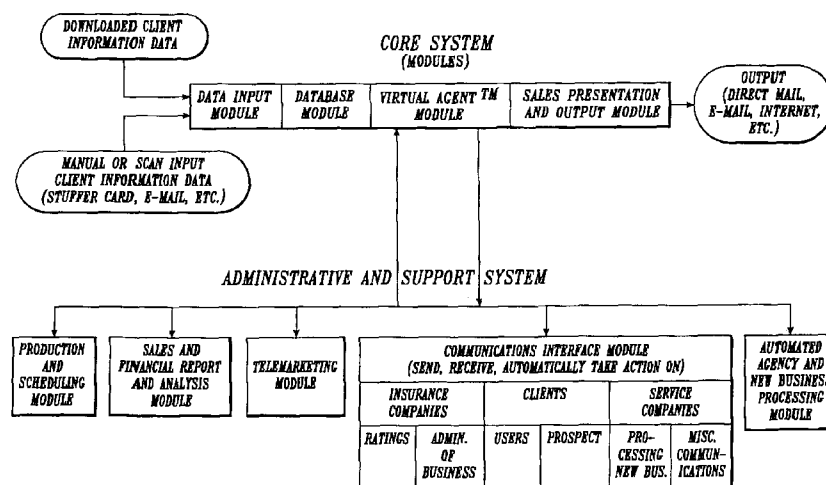 DOWNLOADED CLIENT
INFORMATION DATA
CORE SYSTEM
(MODULES)
DATA INPUT
MODULE
DATABASE
MODULE
VIRTUAL AGENT TM
MODULE
SALES PRESENTATION
AND OUTPUT MODULE
OUTPUT
(DIRECT MAIL,
E-MAIL, INTERNET,
ETC.)
MANUAL OR SCAN INPUT
CLIENT INFORMATION DATA
(STUFFER CARD, E-MAIL, ETC.)
ADMINISTRATIVE AND SUPPORT SYSTEM
PRODUCTION
AND
SCHEDULING
MODULE
SALES AND
FINANCIAL REPORT
AND ANALYSIS
MODULE
TELEMARKETING
MODULE
COMMUNICATIONS INTERFACE MODULE
(SEND, RECEIVE, AUTOMATICALLY TAKE ACTION ON)
INSURANCE
COMPANIES
CLIENTS
SERVICE
COMPANIES
RATINGS
ADMIN.
OF
BUSINESS
USERS
PROSPECT
PRO-
CESSING
NEW BUS.
MISC.
COMMUN-
ICATIONS
AUTOMATED
AGENCY AND
NEW BUSINESS
PROCESSING
MODULE